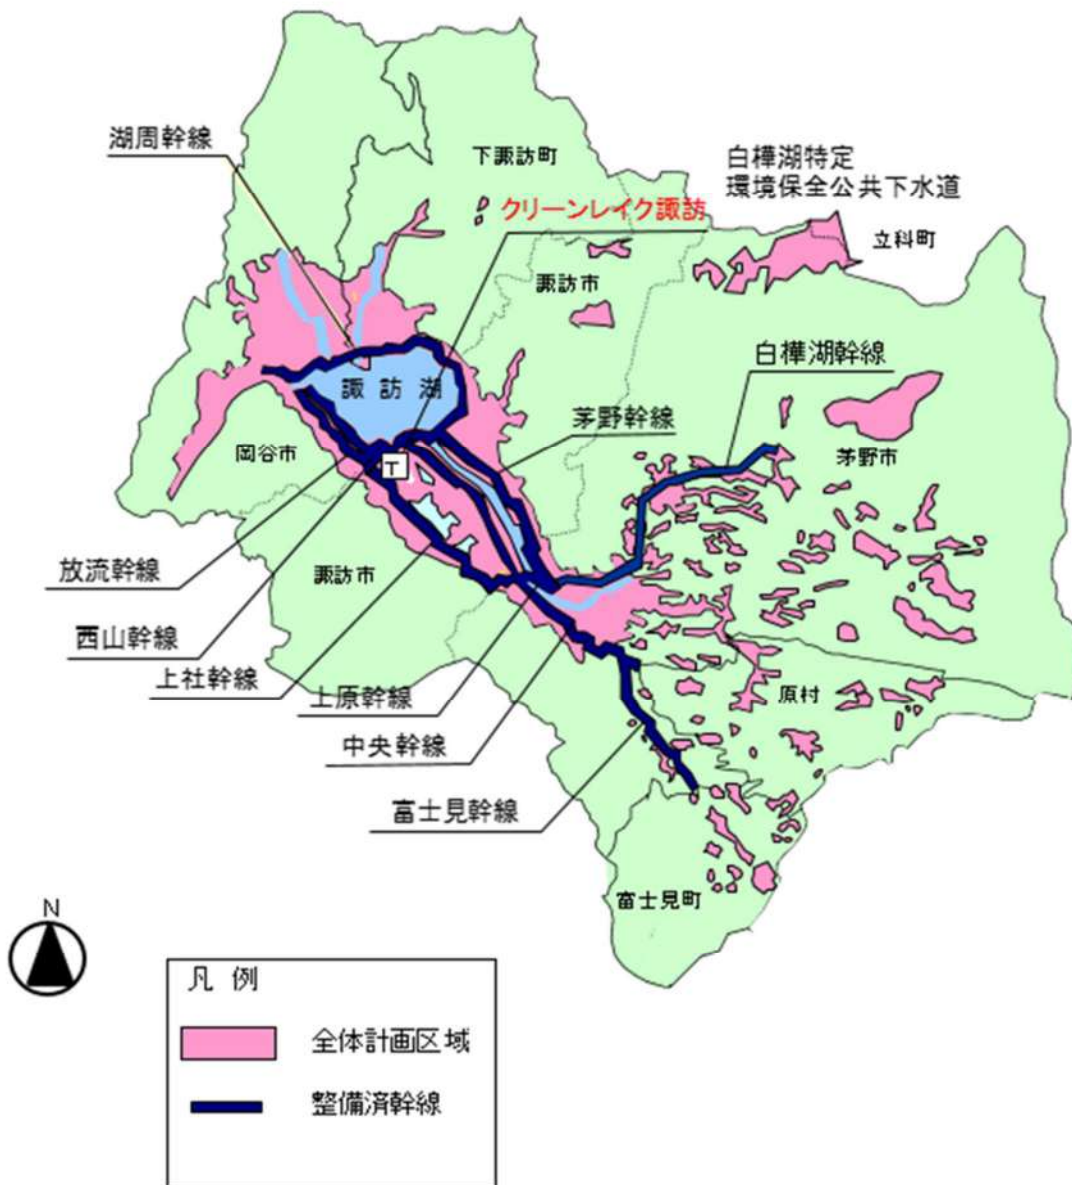 湖周幹線
下諏訪町
白樺湖特定
環境保全公共下水道
クリーンレイク諏訪
立科町
諏訪市
白樺湖幹線
諏訪湖
茅野幹線
岡谷市
茅野市
T
放流幹線
諏訪市
西山幹線
上社幹線
上原幹線
原村
中央幹線
富士見幹線
富士見町
N
凡例
全体計画区域
整備済幹線